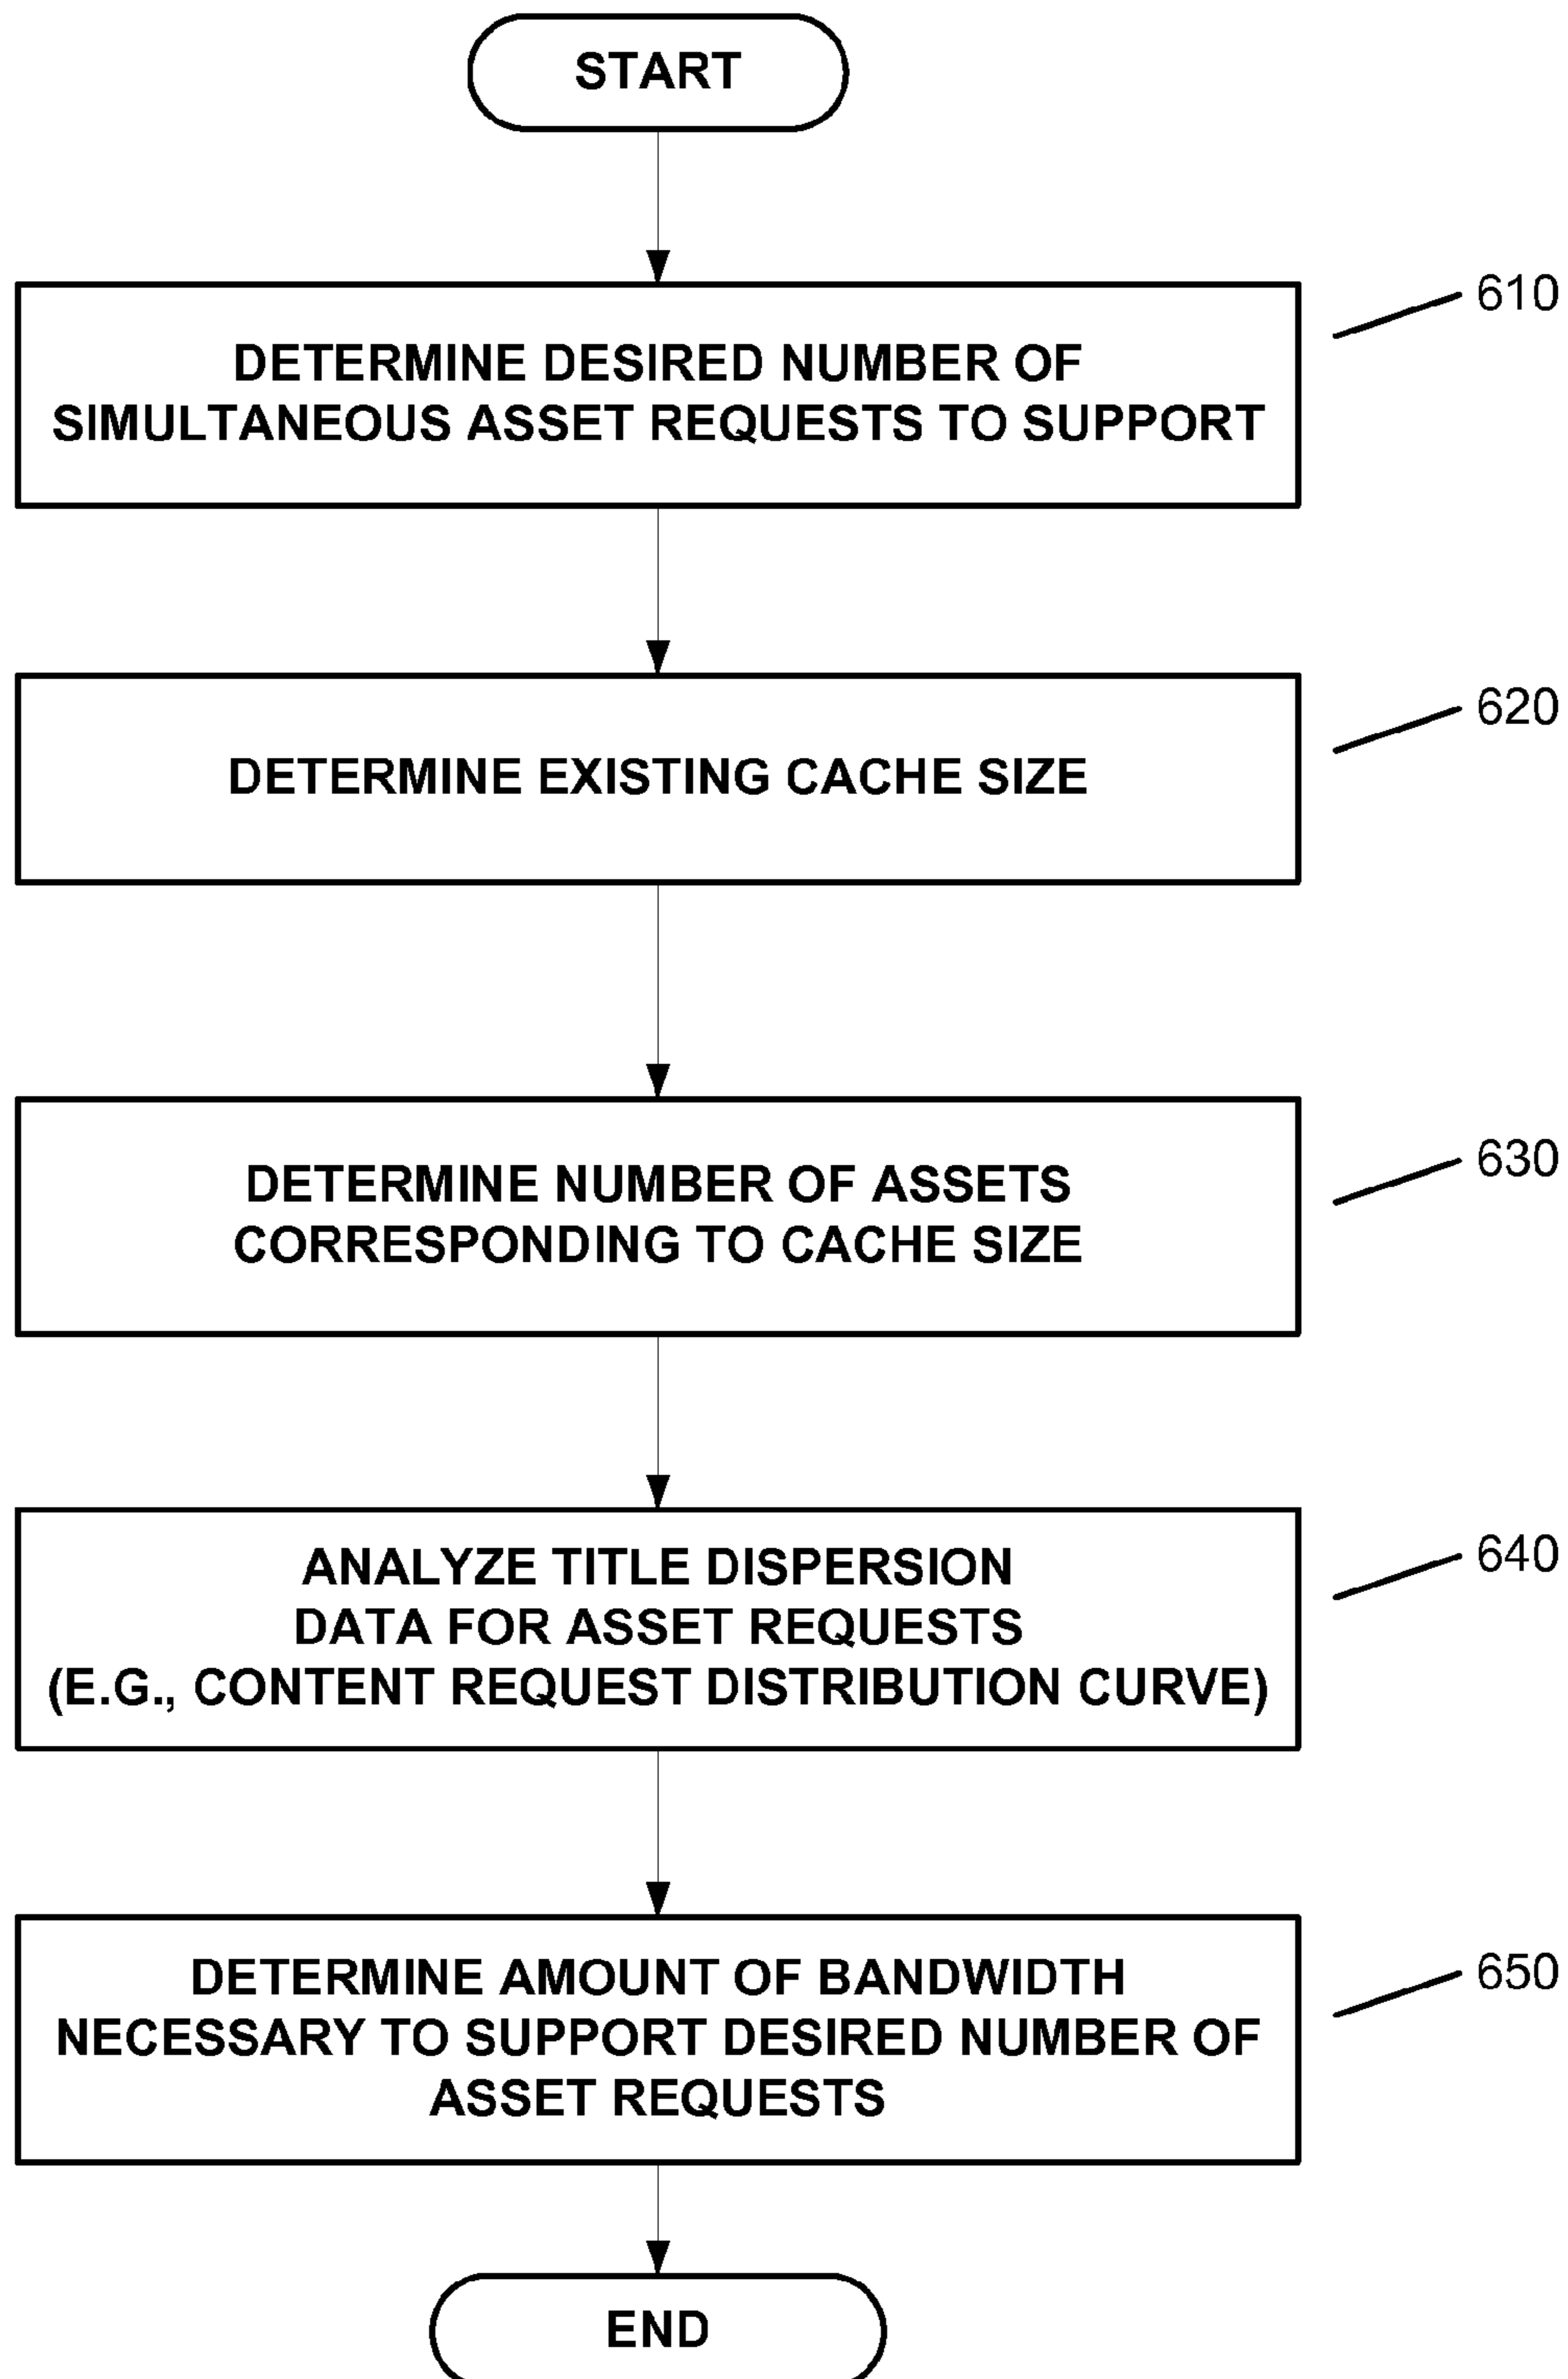 START
610
DETERMINE DESIRED NUMBER OF
SIMULTANEOUS ASSET REQUESTS TO SUPPORT
620
DETERMINE EXISTING CACHE SIZE
630
DETERMINE NUMBER OF ASSETS
CORRESPONDING TO CACHE SIZE
640
ANALYZE TITLE DISPERSION
DATA FOR ASSET REQUESTS
(E.G., CONTENT REQUEST DISTRIBUTION CURVE)
650
DETERMINE AMOUNT OF BANDWIDTH
NECESSARY TO SUPPORT DESIRED NUMBER OF
ASSET REQUESTS
END